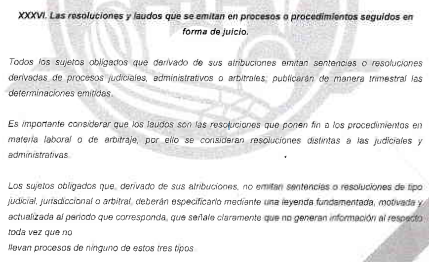 XXXVI. Las resoluciones y laudos que se emitan en procesos o procedimientos seguidos en
forma de juicio.
Todos los sujetos obligados que derivado de sus atribuciones emitan sentencias o resoluciones
derivadas de procesos judiciales, administrativos o arbitrales; publicarán de manera trimestral las
determinaciones emitidas.
Es importante considerar que los laudos son las resoluciones que ponen fin a los procedimientos en
materia laboral o de arbitraje, por ello se consideran resoluciones distintas a las judiciales y
administrativas.
Los sujetos obligados que, derivado de sus atribuciones, no emitan sentencias o resoluciones de tipo
judicial, jurisdiccional o arbitral, deberán especificarlo mediante una leyenda fundamentada, motivada y
actualizada al periodo que corresponda, que señale claramente que no generan información al respecto
toda vez que no
llevan procesos de ninguno de estos tres tipos